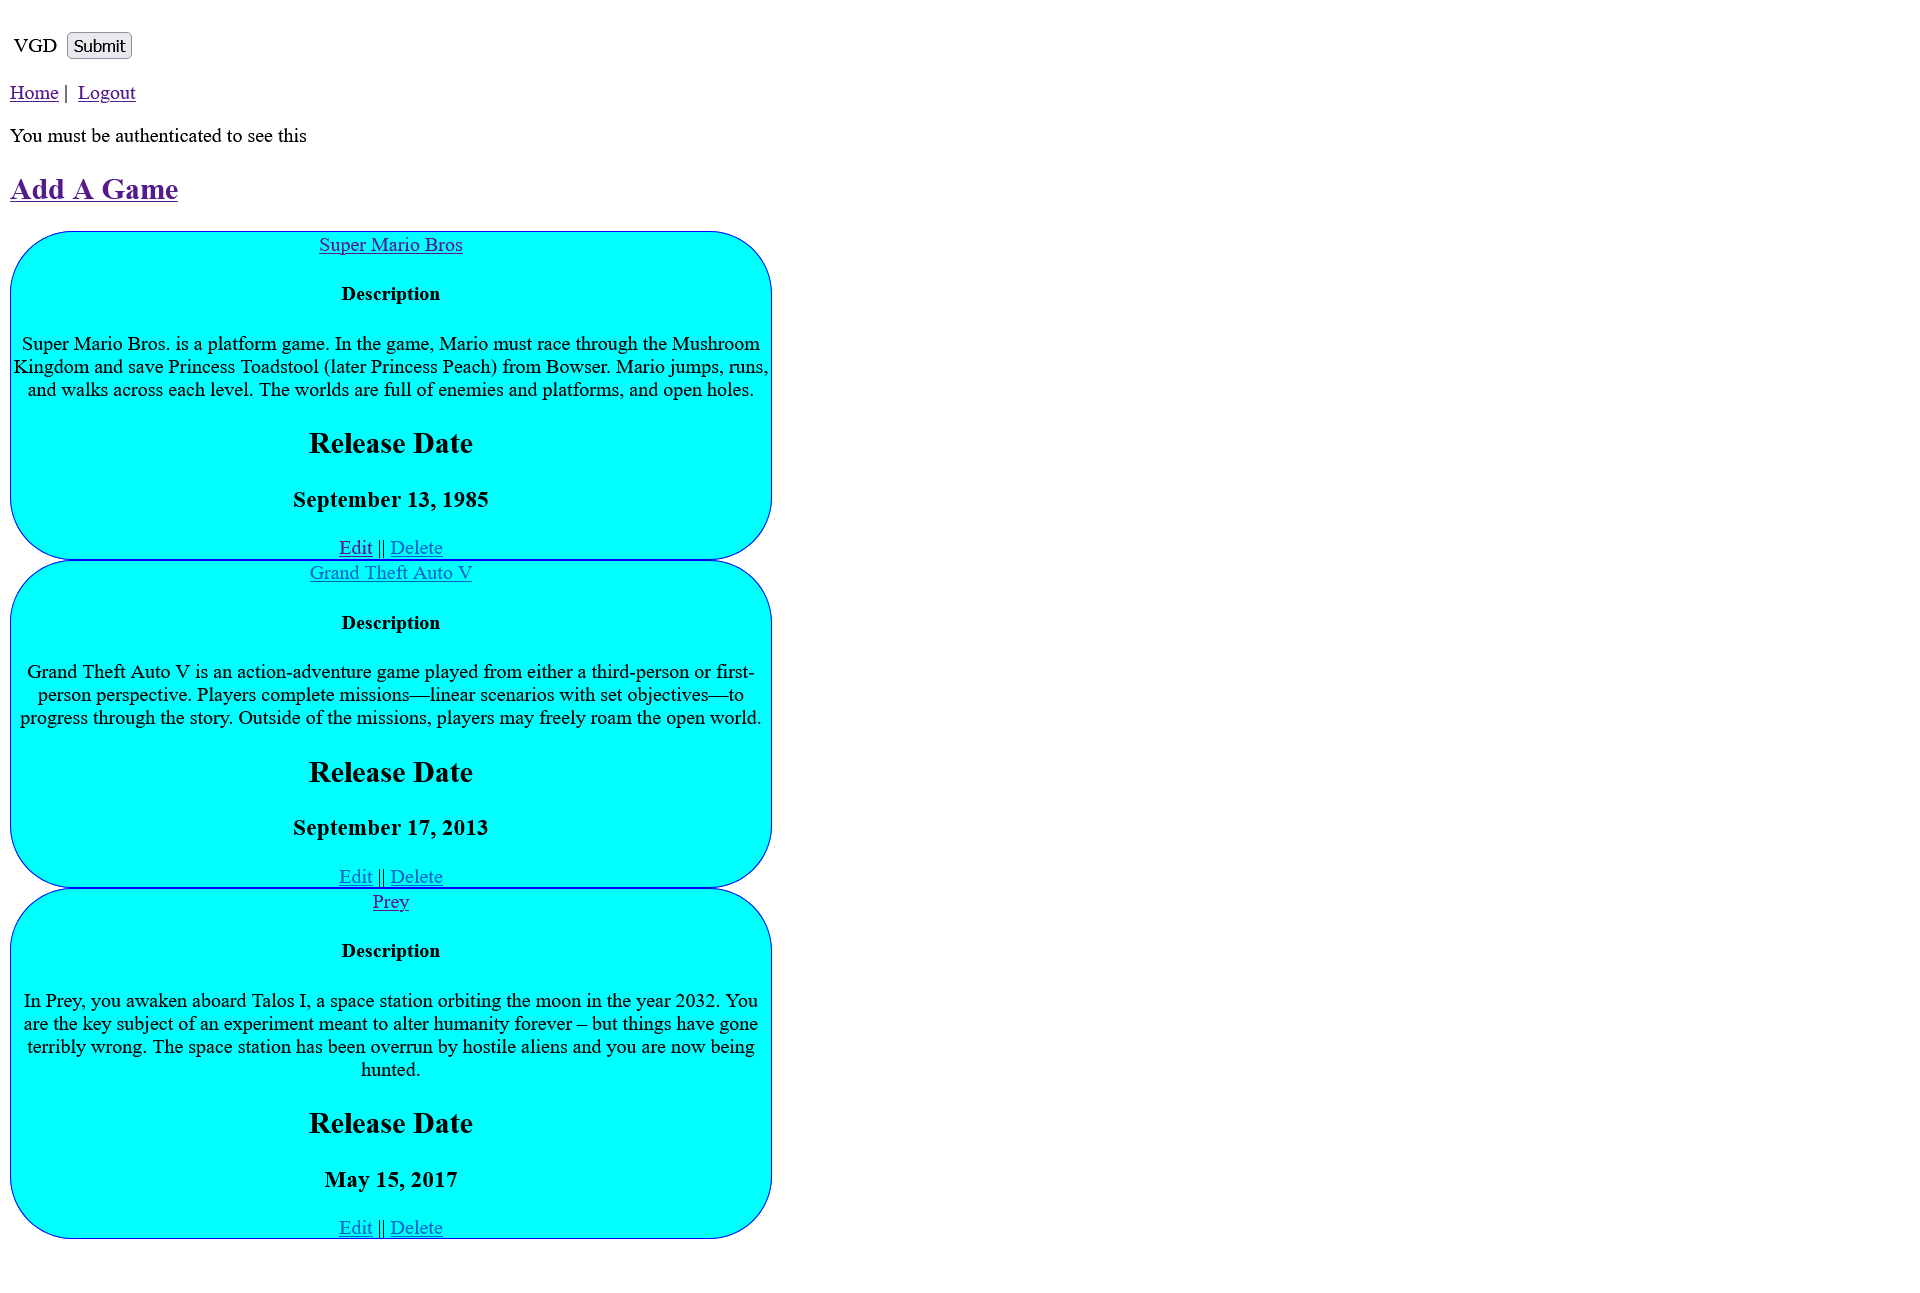 VGD Submit
Home | Logout
You must be authenticated to see this
Add A Game
Super Mario Bros
Description
Super Mario Bros. is a platform game. In the game, Mario must race through the Mushroom
Kingdom and save Princess Toadstool (later Princess Peach) from Bowser. Mario jumps, runs,
and walks across each level. The worlds are full of enemies and platforms, and open holes.
Release Date
September 13, 1985
Edit || Delete
Grand Theft Auto V
Description
Grand Theft Auto V is an action-adventure game played from either a third-person or first-
person perspective. Players complete missions—linear scenarios with set objectives—to
progress through the story. Outside of the missions, players may freely roam the open world.
Release Date
September 17, 2013
Edit || Delete
Prey
Description
In Prey, you awaken aboard Talos I, a space station orbiting the moon in the year 2032. You
are the key subject of an experiment meant to alter humanity forever – but things have gone
terribly wrong. The space station has been overrun by hostile aliens and you are now being
hunted.
Release Date
May 15, 2017
Edit || Delete